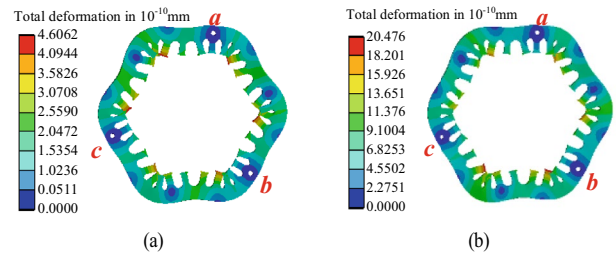 Total deformation in 10-10mm
4.6062
4.0944
3.5826
3.0708
2.5590
2.0472
1.5354
1.0236
0.0511
0.0000
a
b
c
(a)
Total deformation in 10-10mm
20.476
18.201
15.926
13.651
11.376
9.1004
6.8253
4.5502
2.2751
0.0000
a
b
c
(b)